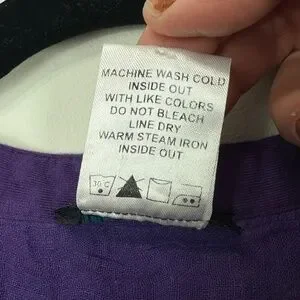 MACHINE WASH COLD
INSIDE OUT
WITH LIKE COLORS
DO NOT BLEACH
LINE DRY
WARM STEAM IRON
INSIDE OUT
30°C